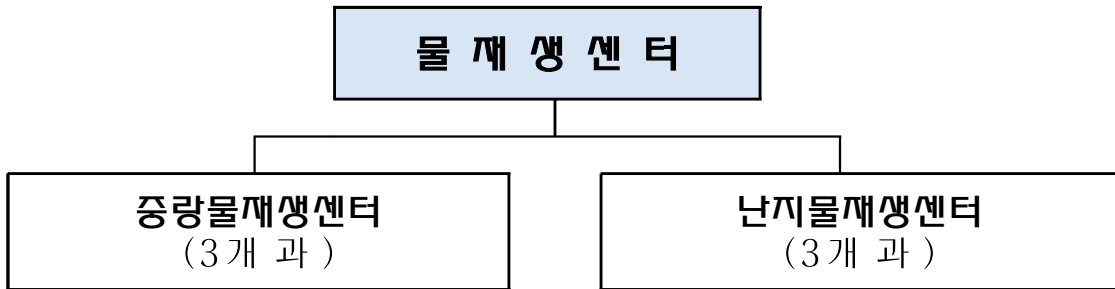 물 재 생 센 터
중랑물재생센터
(3개 과)
난지물재생센터
(3개 과)